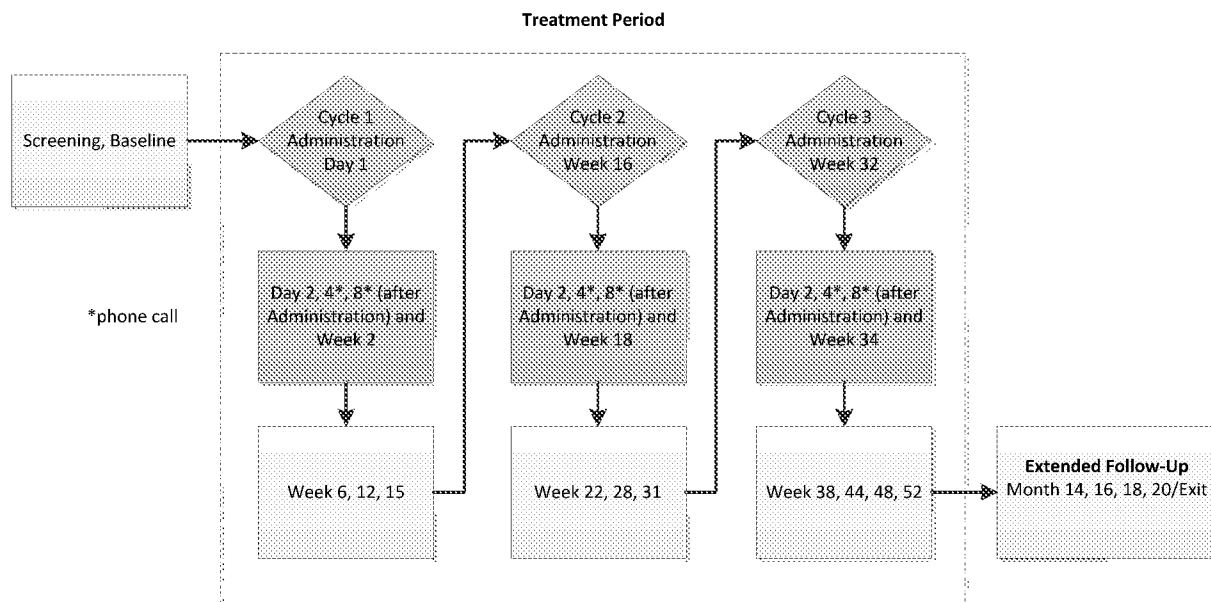 Treatment Period
Screening, Baseline
Cycle 1
Administration
Day 1
Cycle 2
Administration
Week 16
Cycle 3
Administration
Week 32
*phone call
Day 2, 4*, 8* (after
Administration) and
Week 2
Day 2, 4*, 8* (after
Administration) and
Week 18
Day 2, 4*, 8* (after
Administration) and
Week 34
Week 6, 12, 15
Week 22, 28, 31
Week 38, 44, 48, 52
Extended Follow-Up
Month 14, 16, 18, 20/Exit